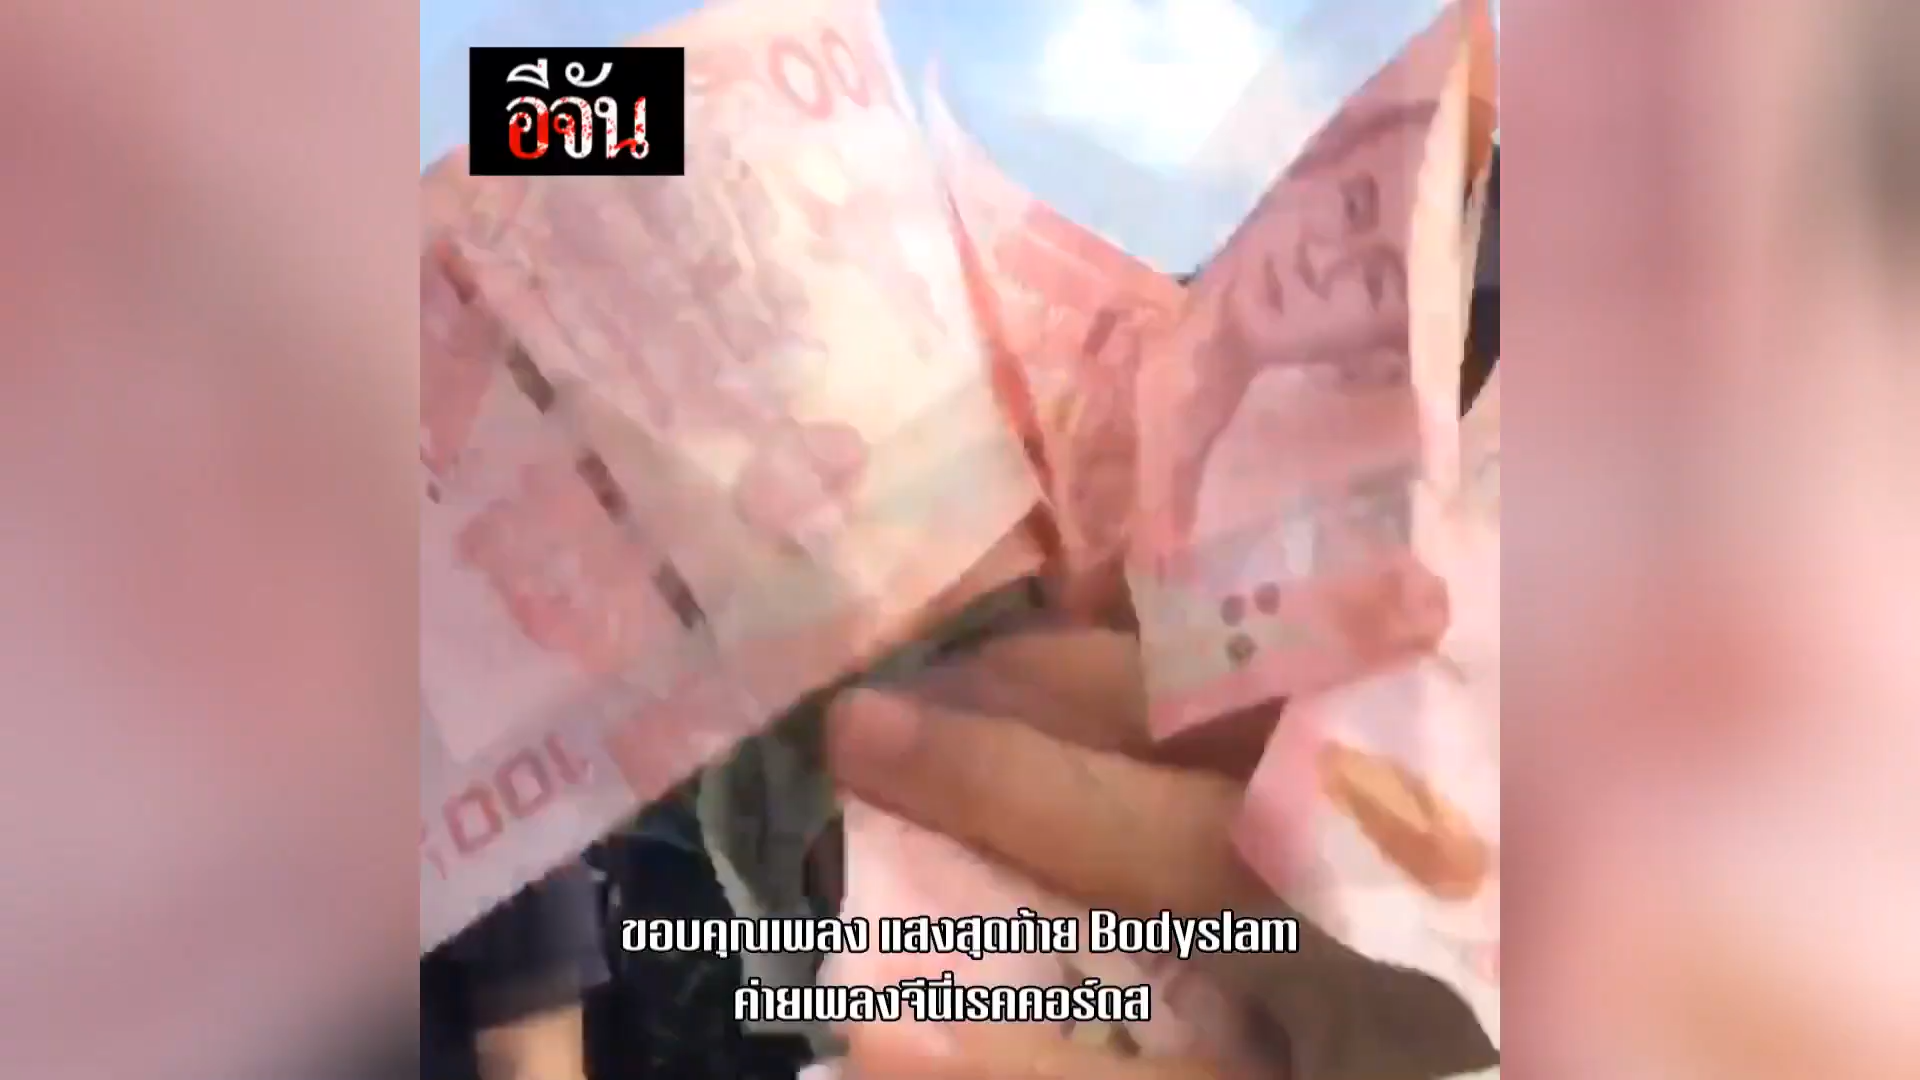 อีจัน
100
100
ขอบคุณเพลง แสงสุดท้าย Bodyslam
ค่ายเพลงจีนี่เรคคอร์ดส